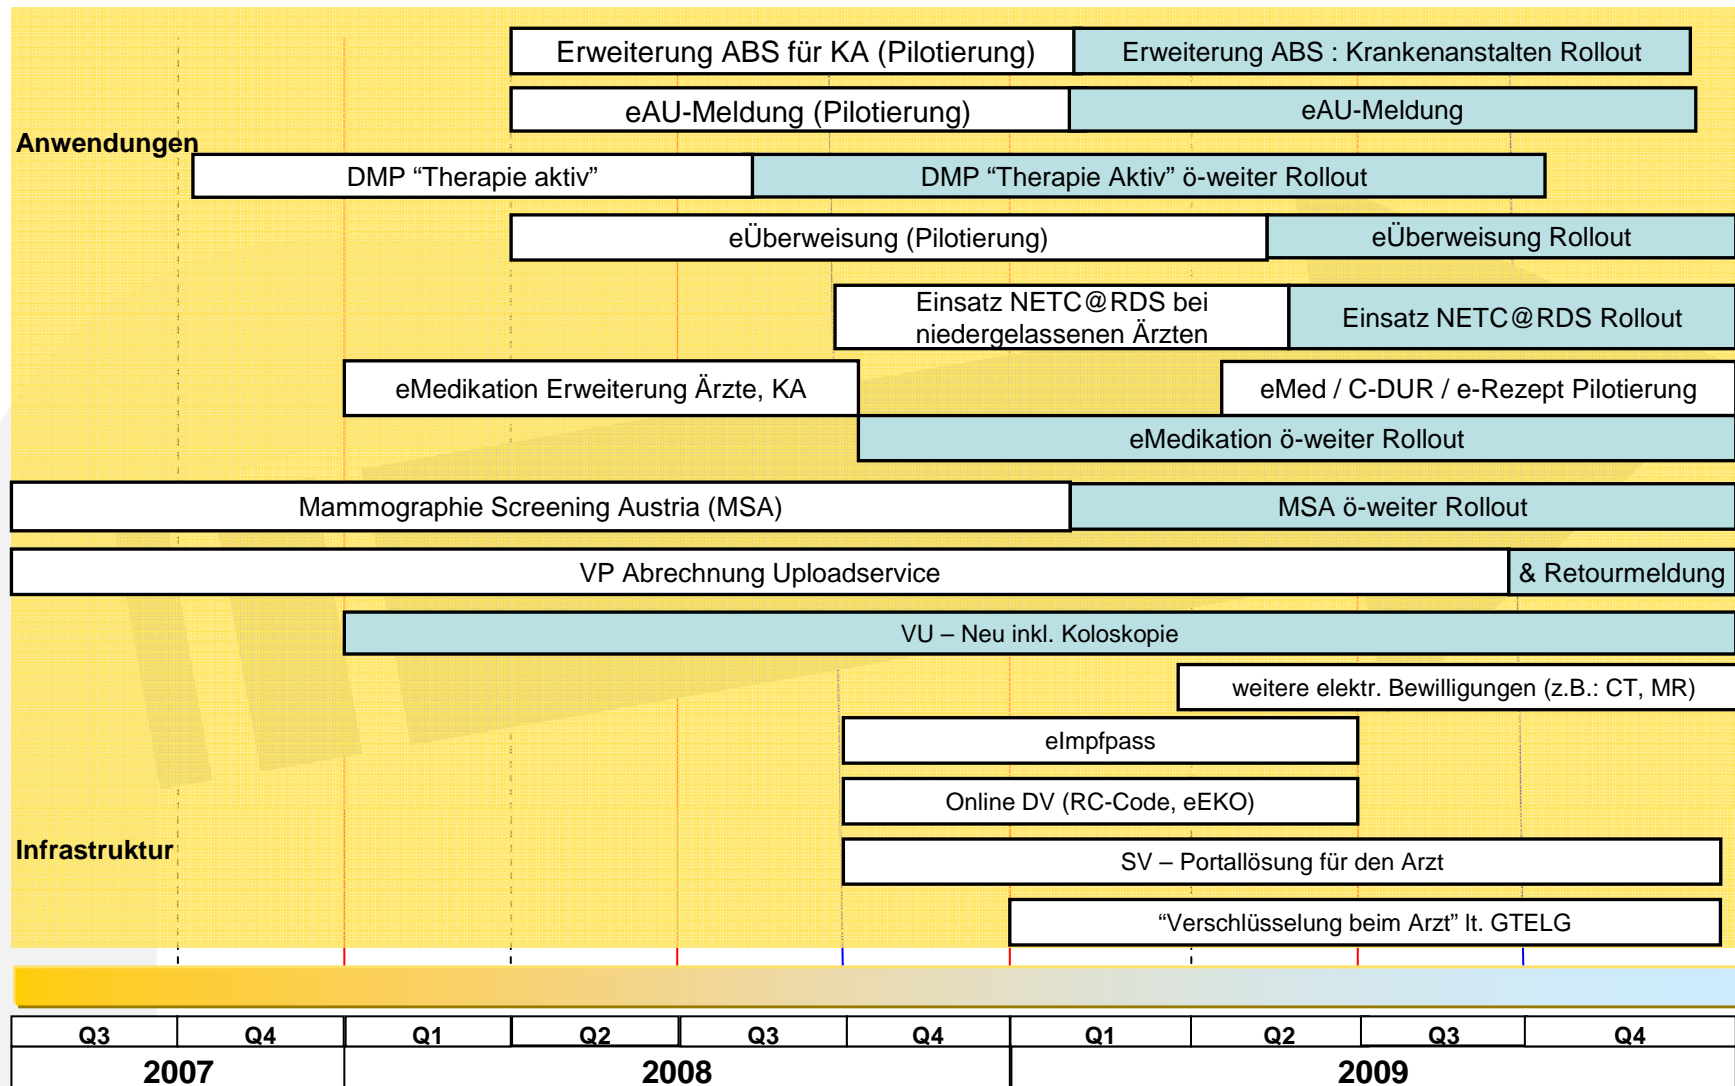 Erweiterung ABS für KA (Pilotierung)
Erweiterung ABS : Krankenanstalten Rollout
eAU-Meldung (Pilotierung)
eAU-Meldung
Anwendungen
DMP “Therapie aktiv”
DMP “Therapie Aktiv” ö-weiter Rollout
eÜberweisung (Pilotierung)
eÜberweisung Rollout
Einsatz NETC@RDS bei
niedergelassenen Ärzten
Einsatz NETC@RDS Rollout
eMedikation Erweiterung Ärzte, KA
eMed / C-DUR / e-Rezept Pilotierung
eMedikation ö-weiter Rollout
Mammographie Screening Austria (MSA)
MSA ö-weiter Rollout
VP Abrechnung Uploadservice
& Retourmeldung
VU – Neu inkl. Koloskopie
weitere elektr. Bewilligungen (z.B.: CT, MR)
eImpfpass
Online DV (RC-Code, eEKO)
Infrastruktur
SV – Portallösung für den Arzt
“Verschlüsselung beim Arzt” lt. GTELG
Q3 Q4 Q1 Q2 Q3 Q4 Q1 Q2 Q3 Q4
2007 2008 2009